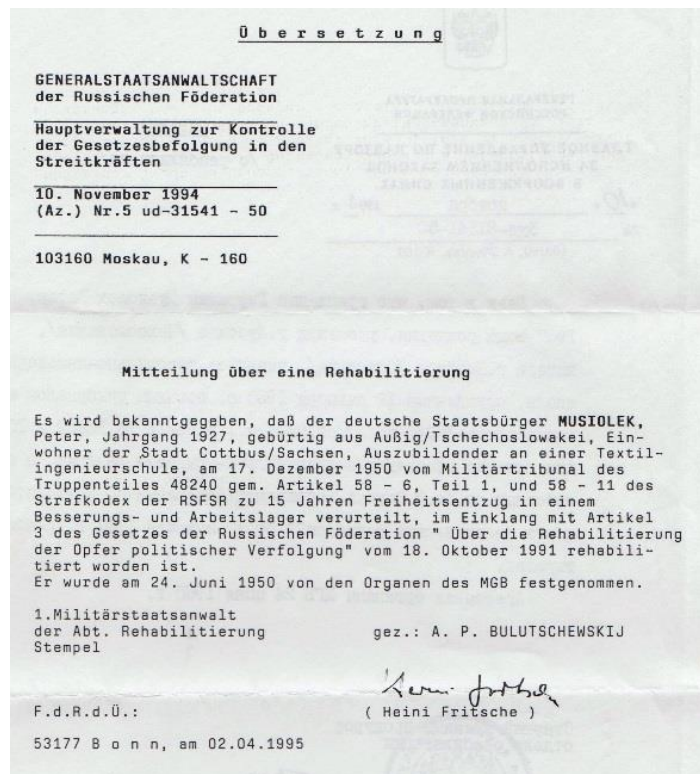 Ü b e r s e t z u n g
GENERALSTAATSANWALTSCHAFT
der Russischen Föderation
Hauptverwaltung zur Kontrolle
der Gesetzesbefolgung in den
Streitkräften
10. November 1994
(Az.) Nr.5 ud-31541 - 50
103160 Moskau, K - 160
Mitteilung über eine Rehabilitierung
Es wird bekanntgegeben, daß der deutsche Staatsbürger MUSIOLEK,
Peter, Jahrgang 1927, gebürtig aus Außig/Tschechoslowakei, Ein-
wohner der Stadt Cottbus/Sachsen, Auszubildender an einer Textil-
ingenieurschule, am 17. Dezember 1950 vom Militärtribunal des
Truppenteiles 48240 gem. Artikel 58 - 6, Teil 1, und 58 - 11 des
Strafkodex der RSFSR zu 15 Jahren Freiheitsentzug in einem
Besserungs- und Arbeitslager verurteilt, im Einklang mit Artikel
3 des Gesetzes der Russischen Föderation " Über die Rehabilitierung
der Opfer politischer Verfolgung" vom 18. Oktober 1991 rehabili-
tiert worden ist.
Er wurde am 24. Juni 1950 von den Organen des MGB festgenommen.
1.Militärstaatsanwalt
der Abt. Rehabilitierung gez.: A. P. BULUTSCHEWSKIJ
Stempel
Heini Fritsche
F.d.R.d.Ü.: ( Heini Fritsche )
53177 B o n n, am 02.04.1995